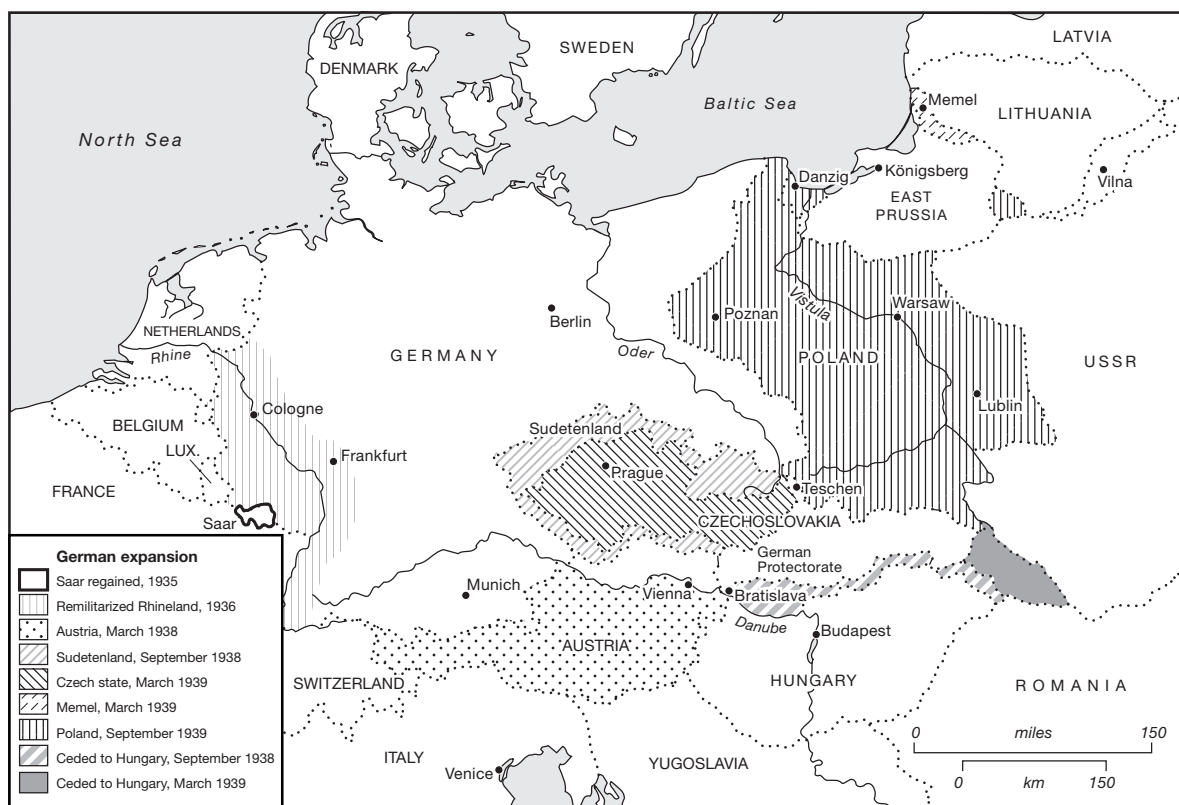 LATVIA
SWEDEN
DENMARK
Baltic Sea
Memel
LITHUANIA
North Sea
Danzig
Königsberg
Vilna
EAST
PRUSSIA
Vistula
Warsaw
Poznan
Berlin
NETHERLANDS
Rhine
GERMANY
Oder
POLAND
USSR
Lublin
Cologne
BELGIUM
Sudetenland
LUX.
Frankfurt
Prague
FRANCE
Teschen
Saar
CZECHOSLOVAKIA
German
Protectorate
Munich
Vienna
Bratislava
Danube
Budapest
AUSTRIA
SWITZERLAND
HUNGARY
ROMANIA
ITALY
YUGOSLAVIA
Venice
0 miles 150
0 km 150
German expansion
Saar regained, 1935
Remilitarized Rhineland, 1936
Austria, March 1938
Sudetenland, September 1938
Czech state, March 1939
Memel, March 1939
Poland, September 1939
Ceded to Hungary, September 1938
Ceded to Hungary, March 1939